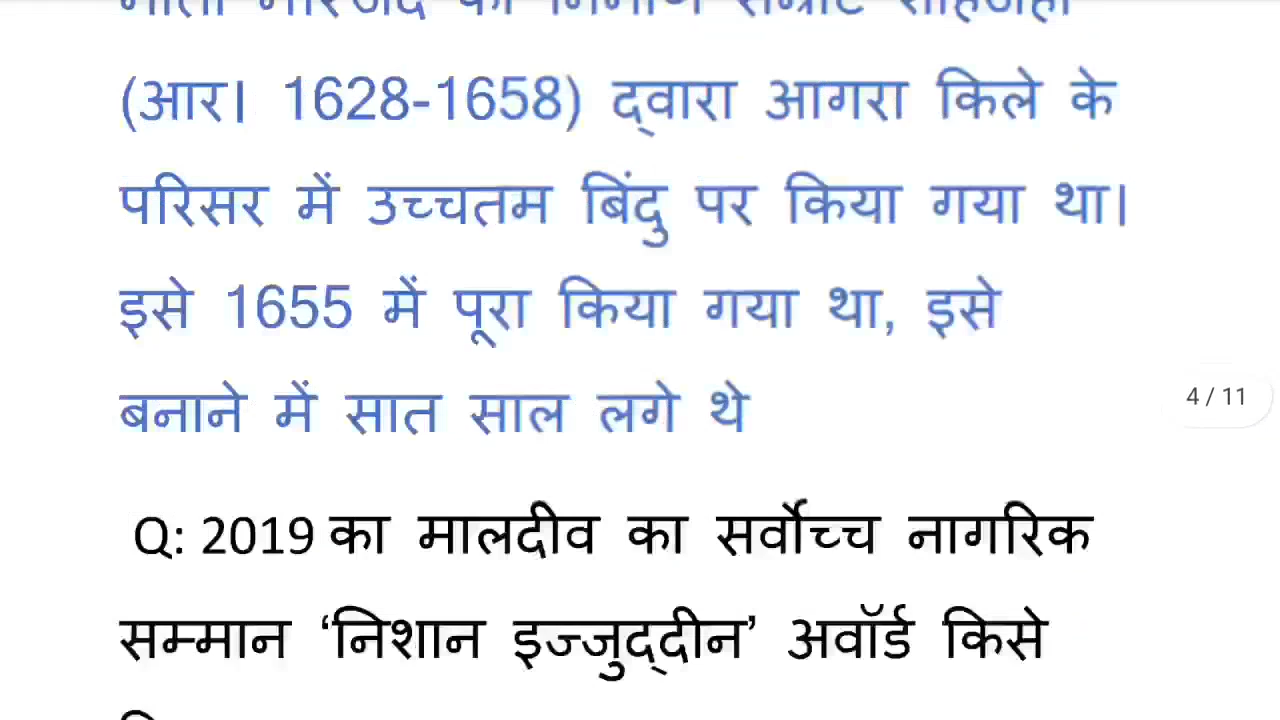 (आर। 1628-1658) द्वारा आगरा किले के
परिसर में उच्चतम बिंदु पर किया गया था।
इसे 1655 में पूरा किया गया था, इसे
बनाने में सात साल लगे थे
4 / 11
Q: 2019 का मालदीव का सर्वोच्च नागरिक
सम्मान ‘निशान इज्जुद्दीन’ अवॉर्ड किसे